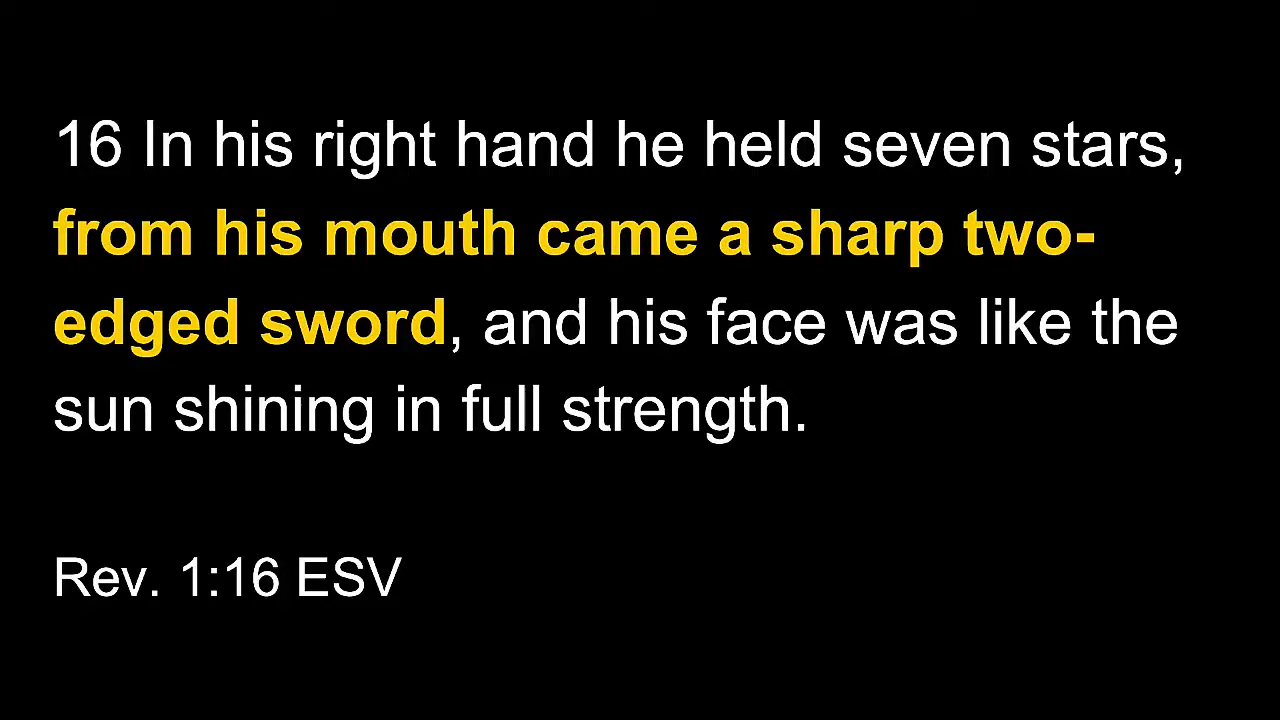 16 In his right hand he held seven stars,
from his mouth came a sharp two-
edged sword, and his face was like the
sun shining in full strength.
Rev. 1:16 ESV